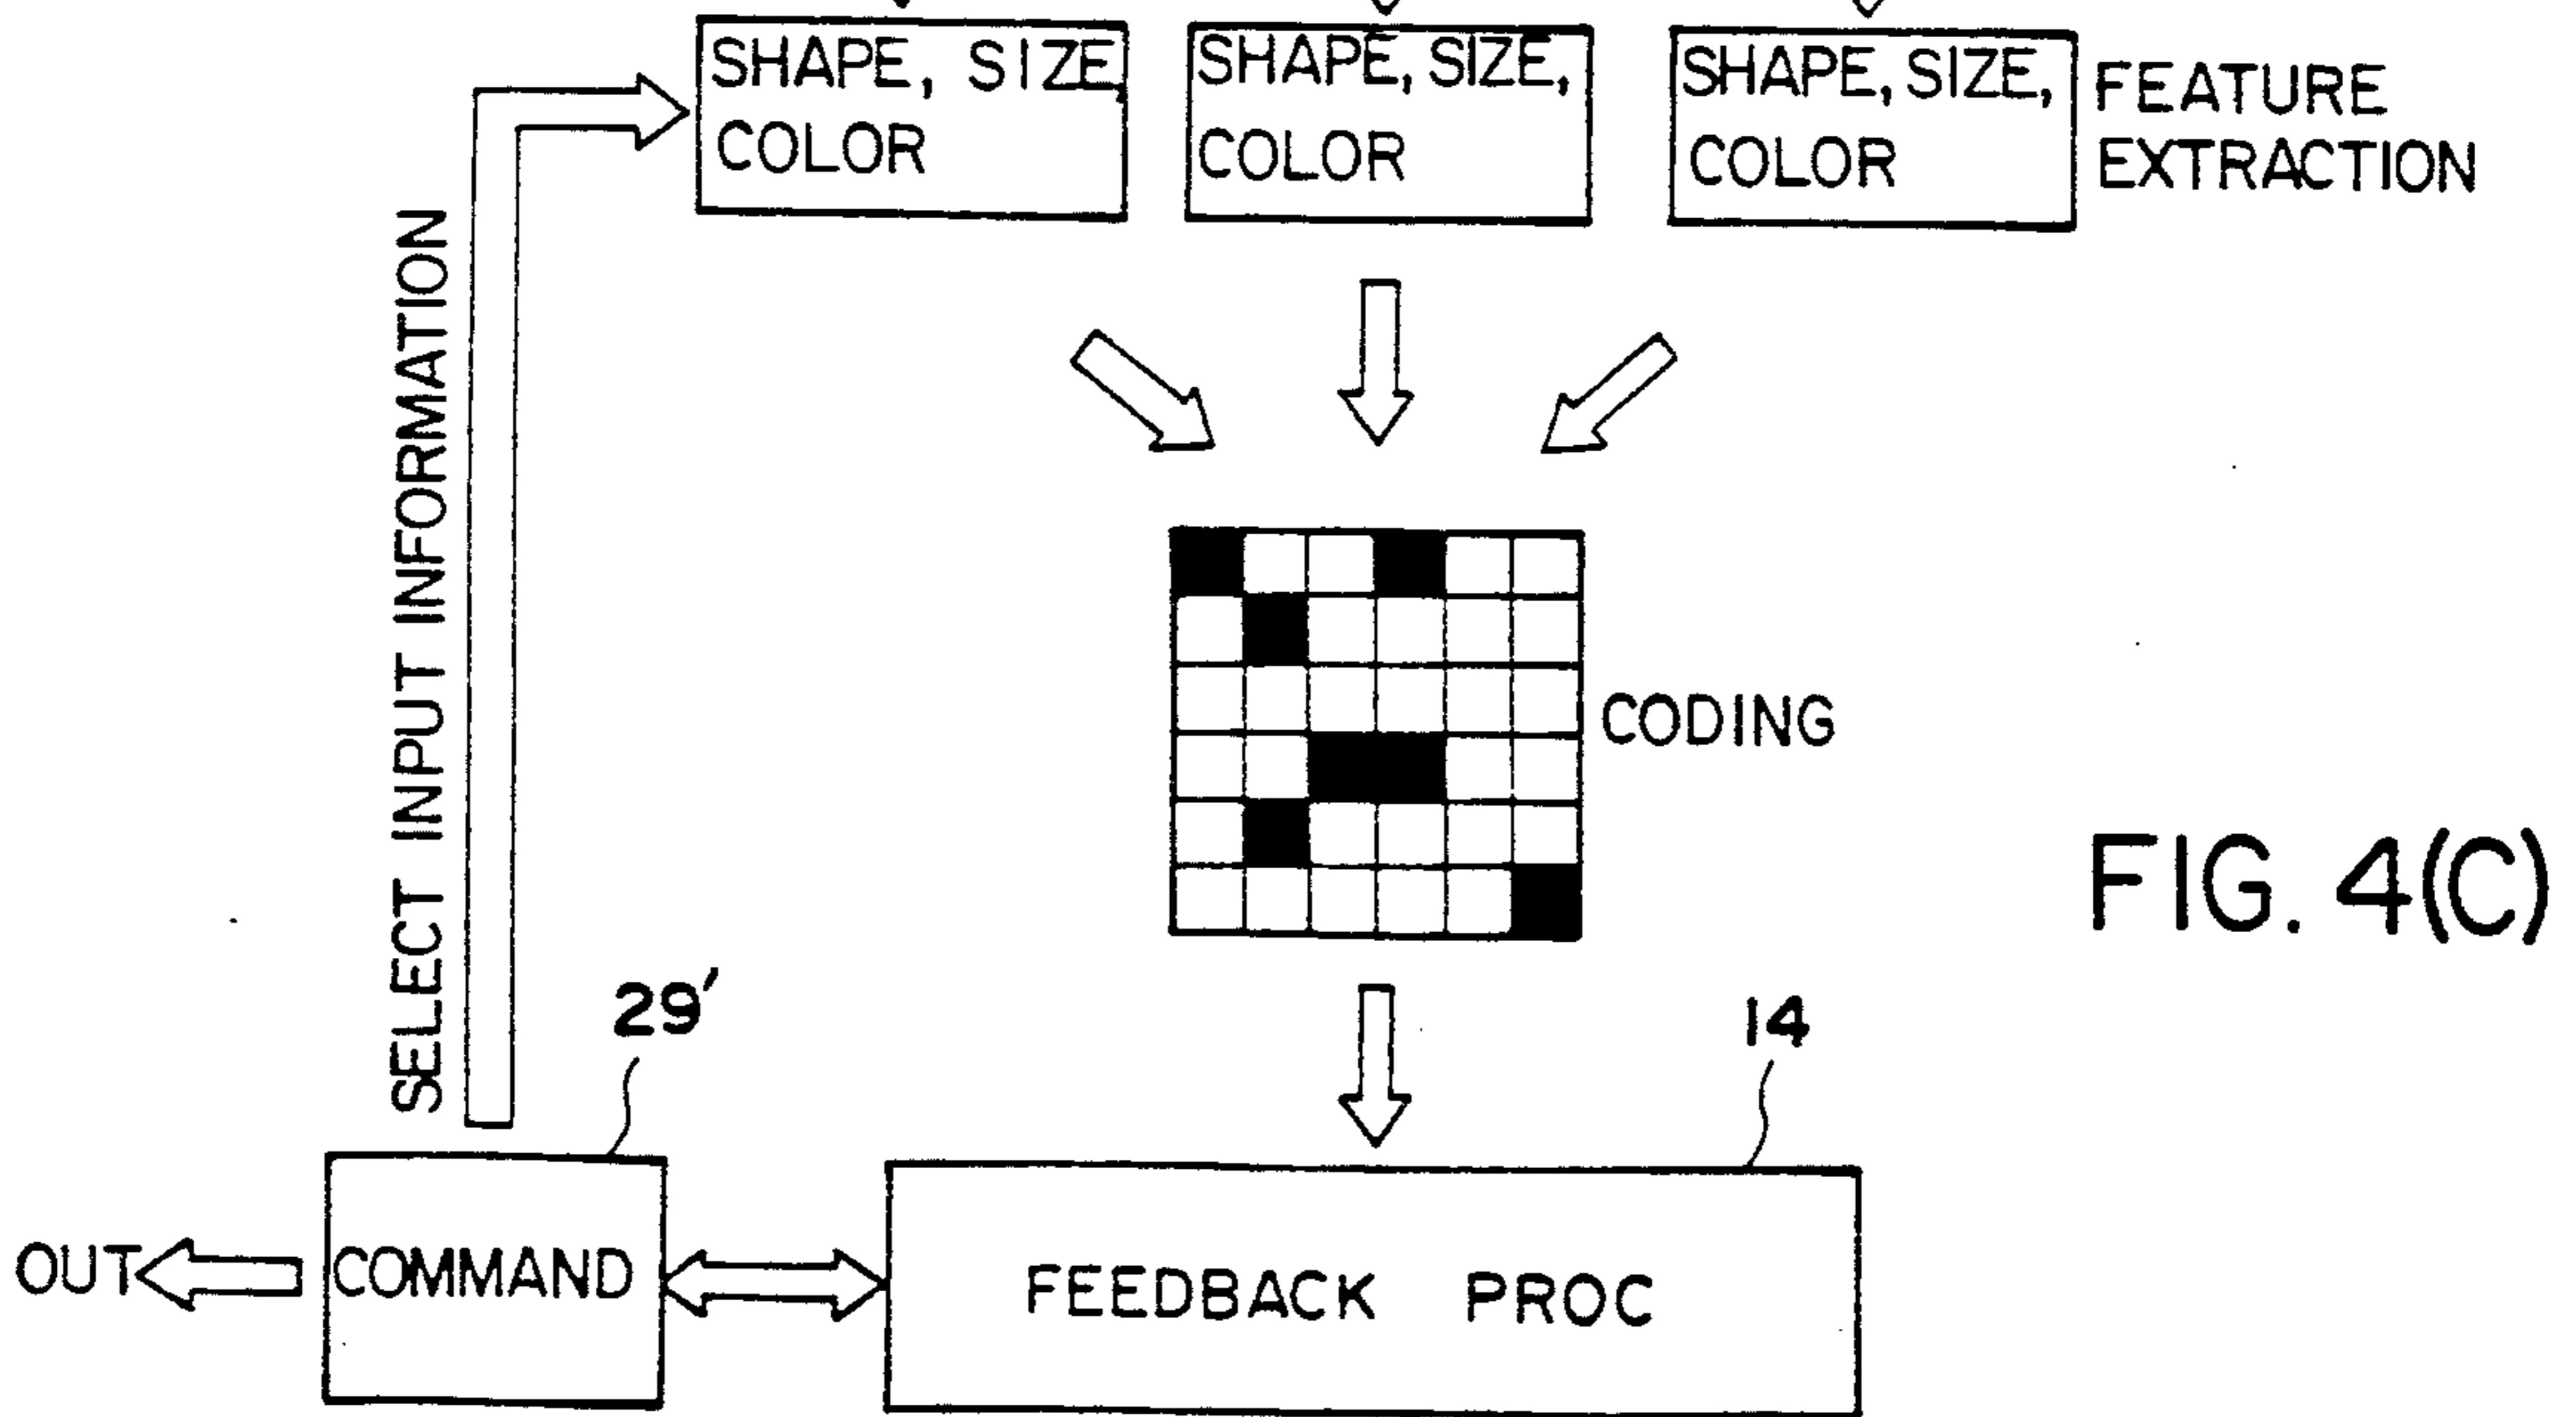 SHAPE, SIZE,
COLOR
SHAPE, SIZE,
COLOR
SHAPE, SIZE,
COLOR
FEATURE
EXTRACTION
SELECT INPUT INFORMATION
CODING
FIG. 4(C)
29'
14
OUT
COMMAND
FEEDBACK PROC